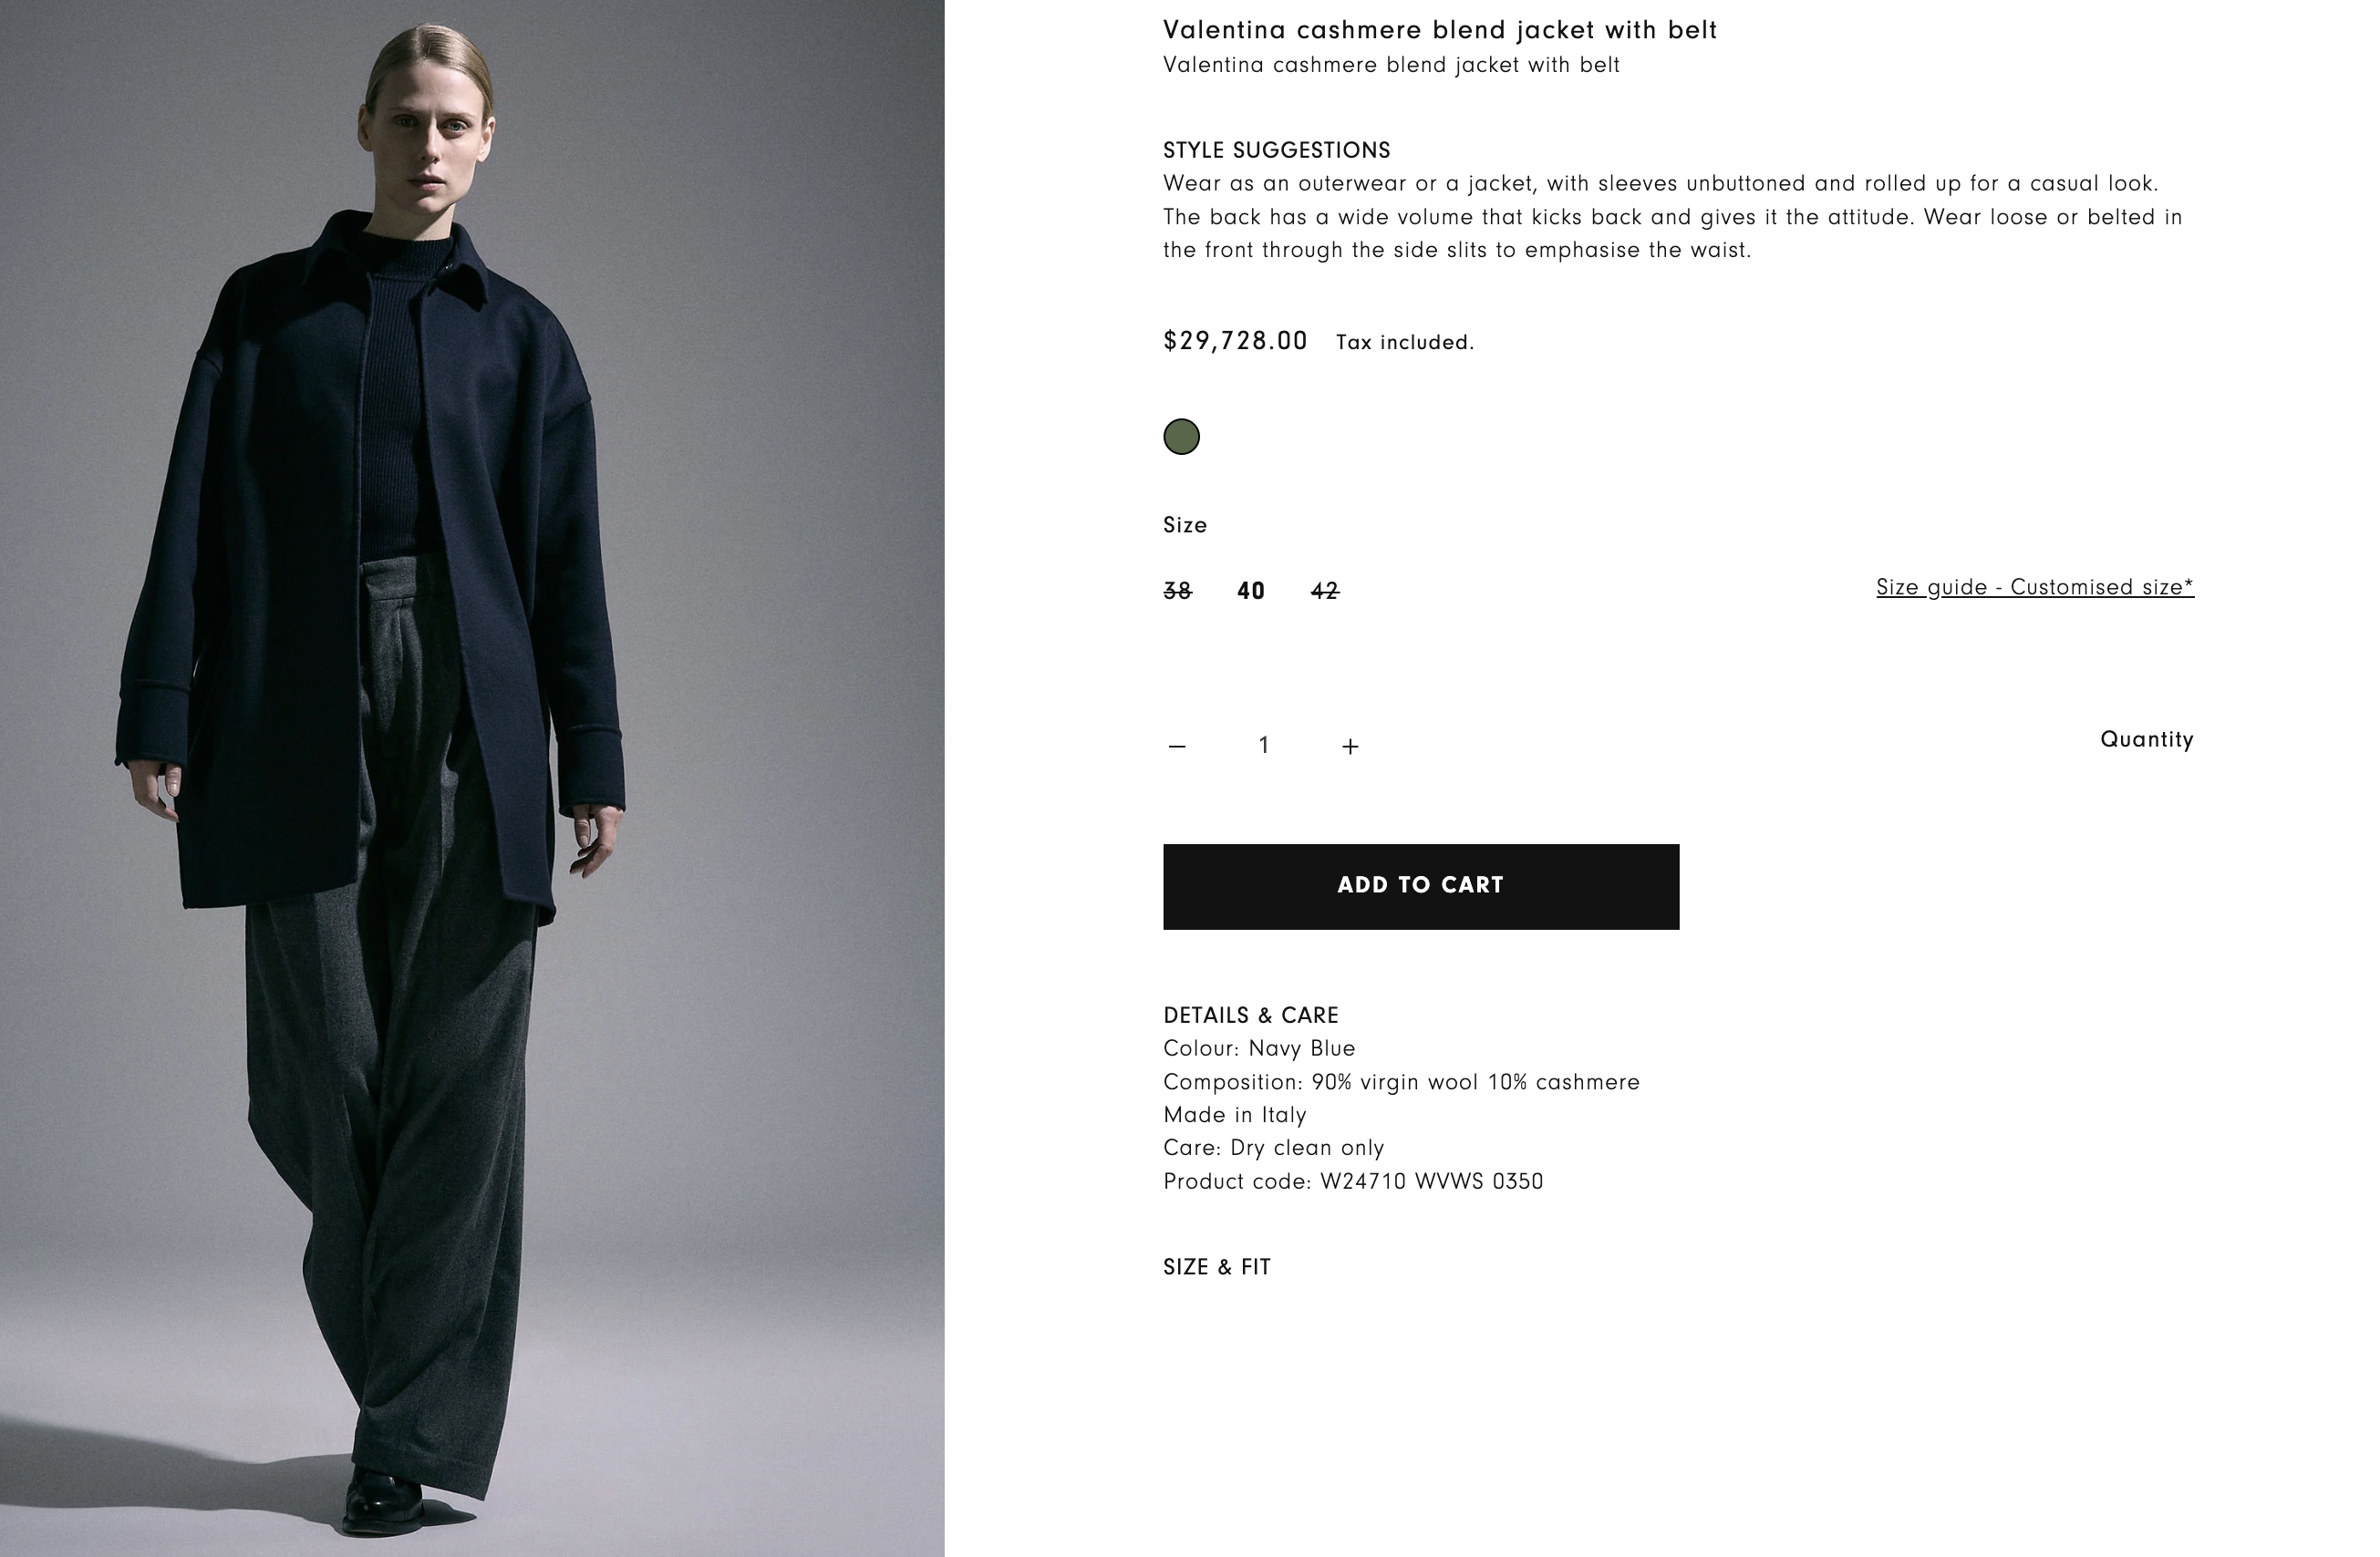 Valentina cashmere blend jacket with belt
Valentina cashmere blend jacket with belt
STYLE SUGGESTIONS
Wear as an outerwear or a jacket, with sleeves unbuttoned and rolled up for a casual look.
The back has a wide volume that kicks back and gives it the attitude. Wear loose or belted in
the front through the side slits to emphasise the waist.
$29,728.00 Tax included.
Size
38 40 42 Size guide - Customised size*
− 1 + Quantity
ADD TO CART
DETAILS & CARE
Colour: Navy Blue
Composition: 90% virgin wool 10% cashmere
Made in Italy
Care: Dry clean only
Product code: W24710 WVWS 0350
SIZE & FIT